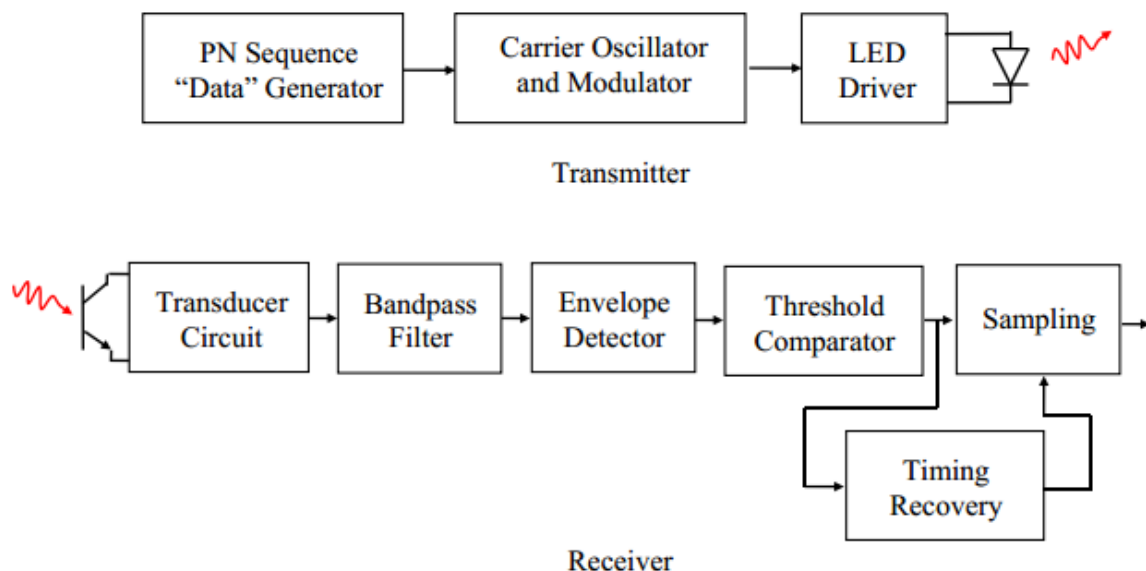 PN Sequence
“Data” Generator
Carrier Oscillator
and Modulator
LED
Driver
Transmitter
Transducer
Circuit
Bandpass
Filter
Envelope
Detector
Threshold
Comparator
Sampling
Timing
Recovery
Receiver